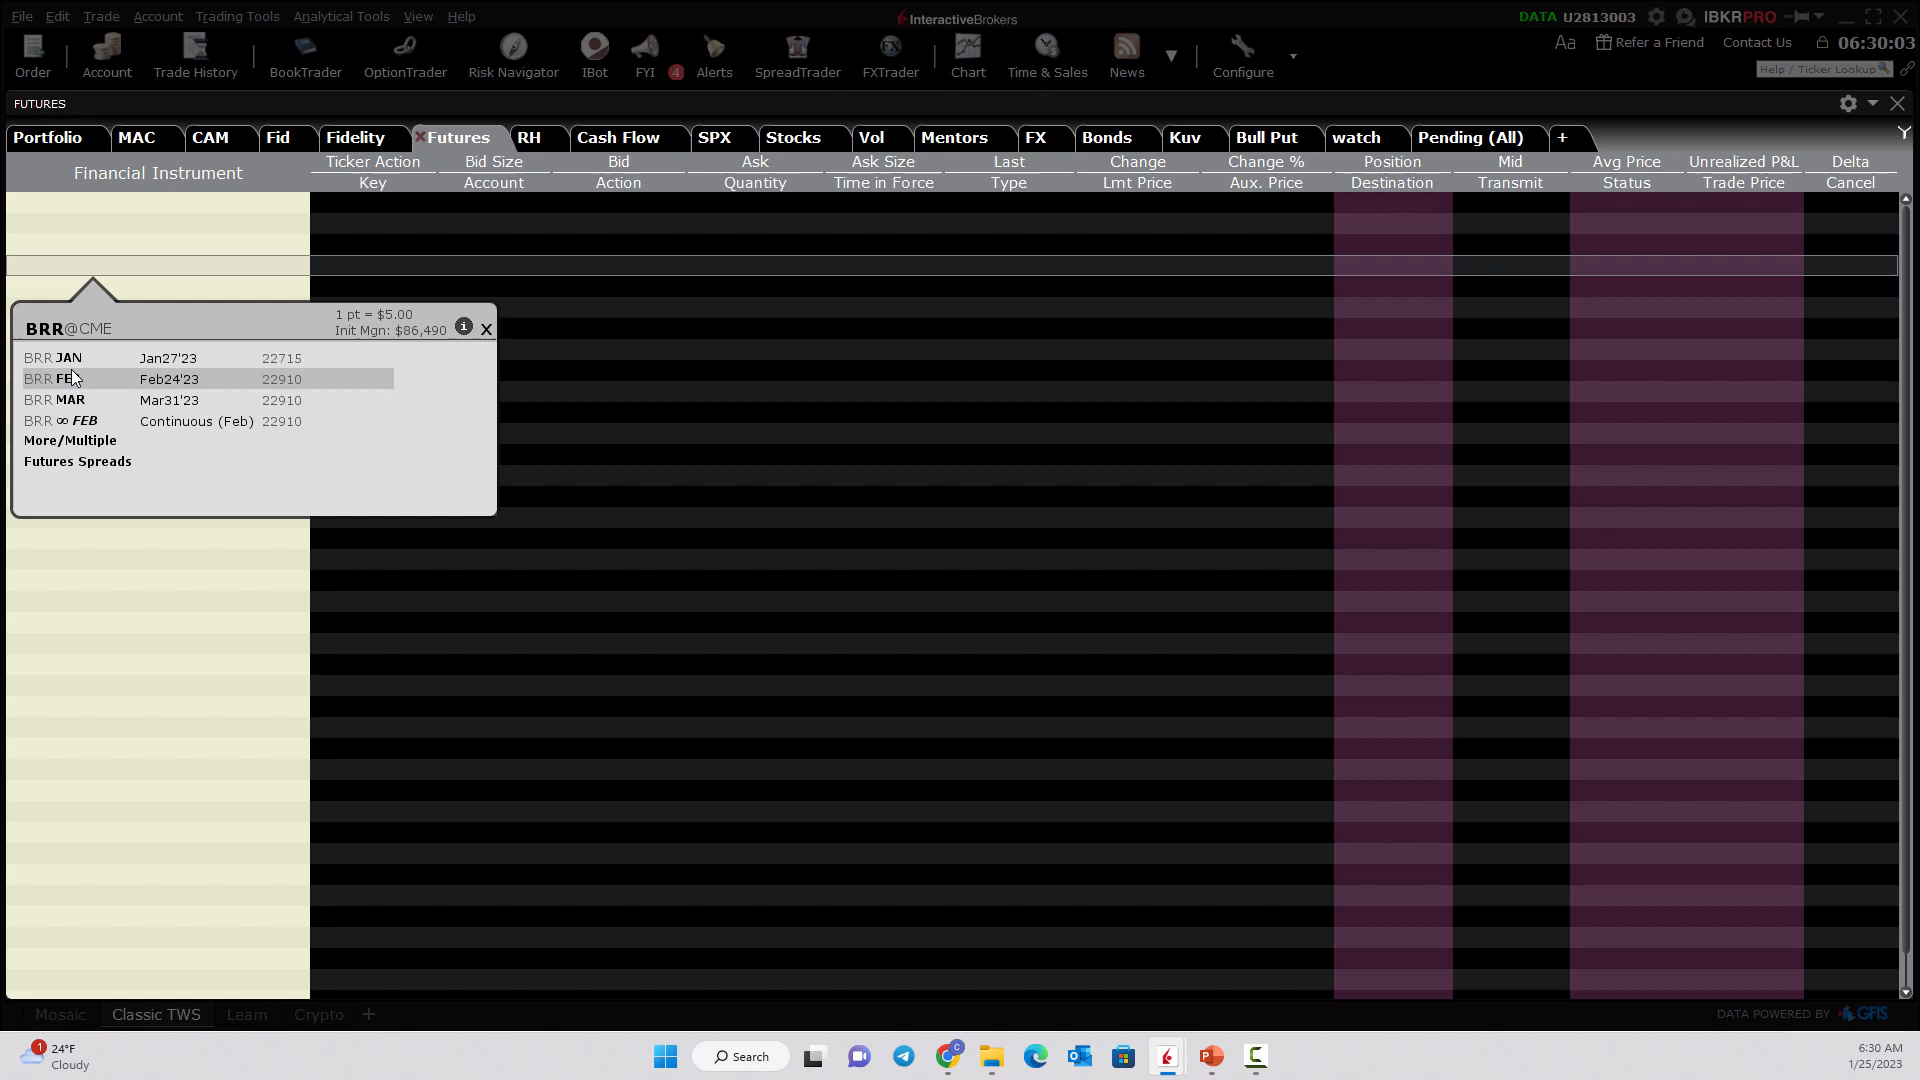 File Edit Trade Account Trading Tools Analytical Tools View Help
InteractiveBrokers
DATA U2813003 IBKRPRO
Aa Refer a Friend Contact Us 06:30:03
Order Account Trade History BookTrader OptionTrader Risk Navigator IBot FYI 4 Alerts SpreadTrader FXTrader Chart Time & Sales News Configure
Help / Ticker Lookup
FUTURES
Portfolio MAC CAM Fid Fidelity Futures RH Cash Flow SPX Stocks Vol Mentors FX Bonds Kuv Bull Put watch Pending (All) +
Financial Instrument
Ticker Action Bid Size Bid Ask Ask Size Last Change Change % Position Mid Avg Price Unrealized P&L Delta
Key Account Action Quantity Time in Force Type Lmt Price Aux. Price Destination Transmit Status Trade Price Cancel
BRR@CME
1 pt = $5.00
Init Mgn: $86,490
i X
BRR JAN Jan27'23 22715
BRR FE Feb24'23 22910
BRR MAR Mar31'23 22910
BRR ∞ FEB Continuous (Feb) 22910
More/Multiple
Futures Spreads
Mosaic Classic TWS Learn Crypto +
DATA POWERED BY GFIS
1
24°F
Cloudy
Search
6:30 AM
1/25/2023